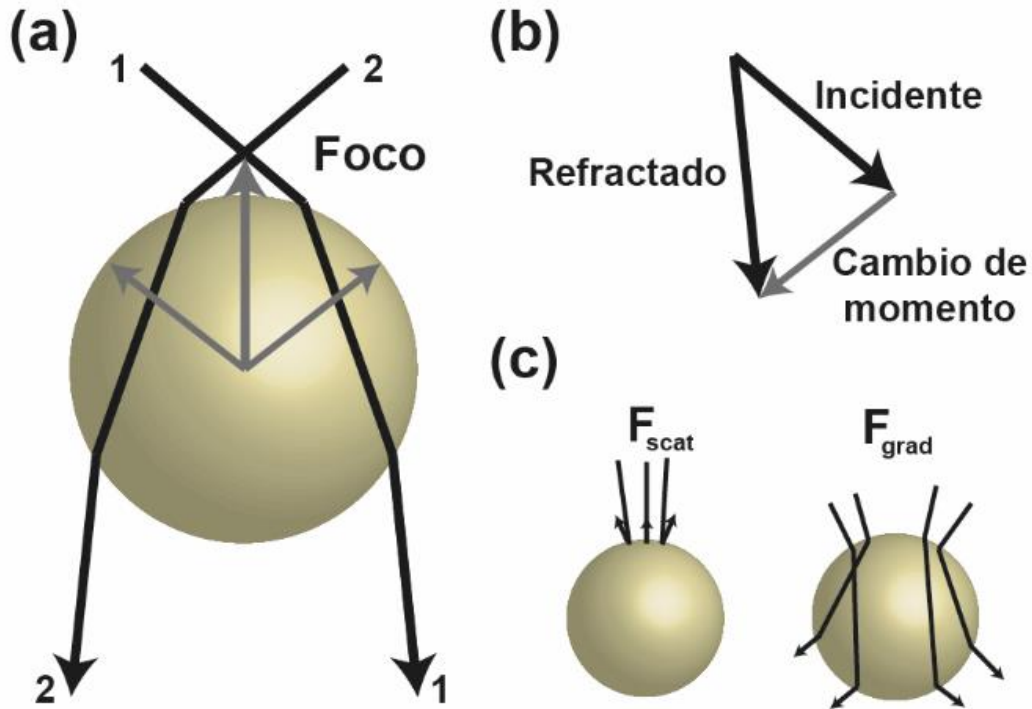 (a)
1
2
Foco
2
1
(b)
Incidente
Refractado
Cambio de
momento
(c)
Fscat
Fgrad